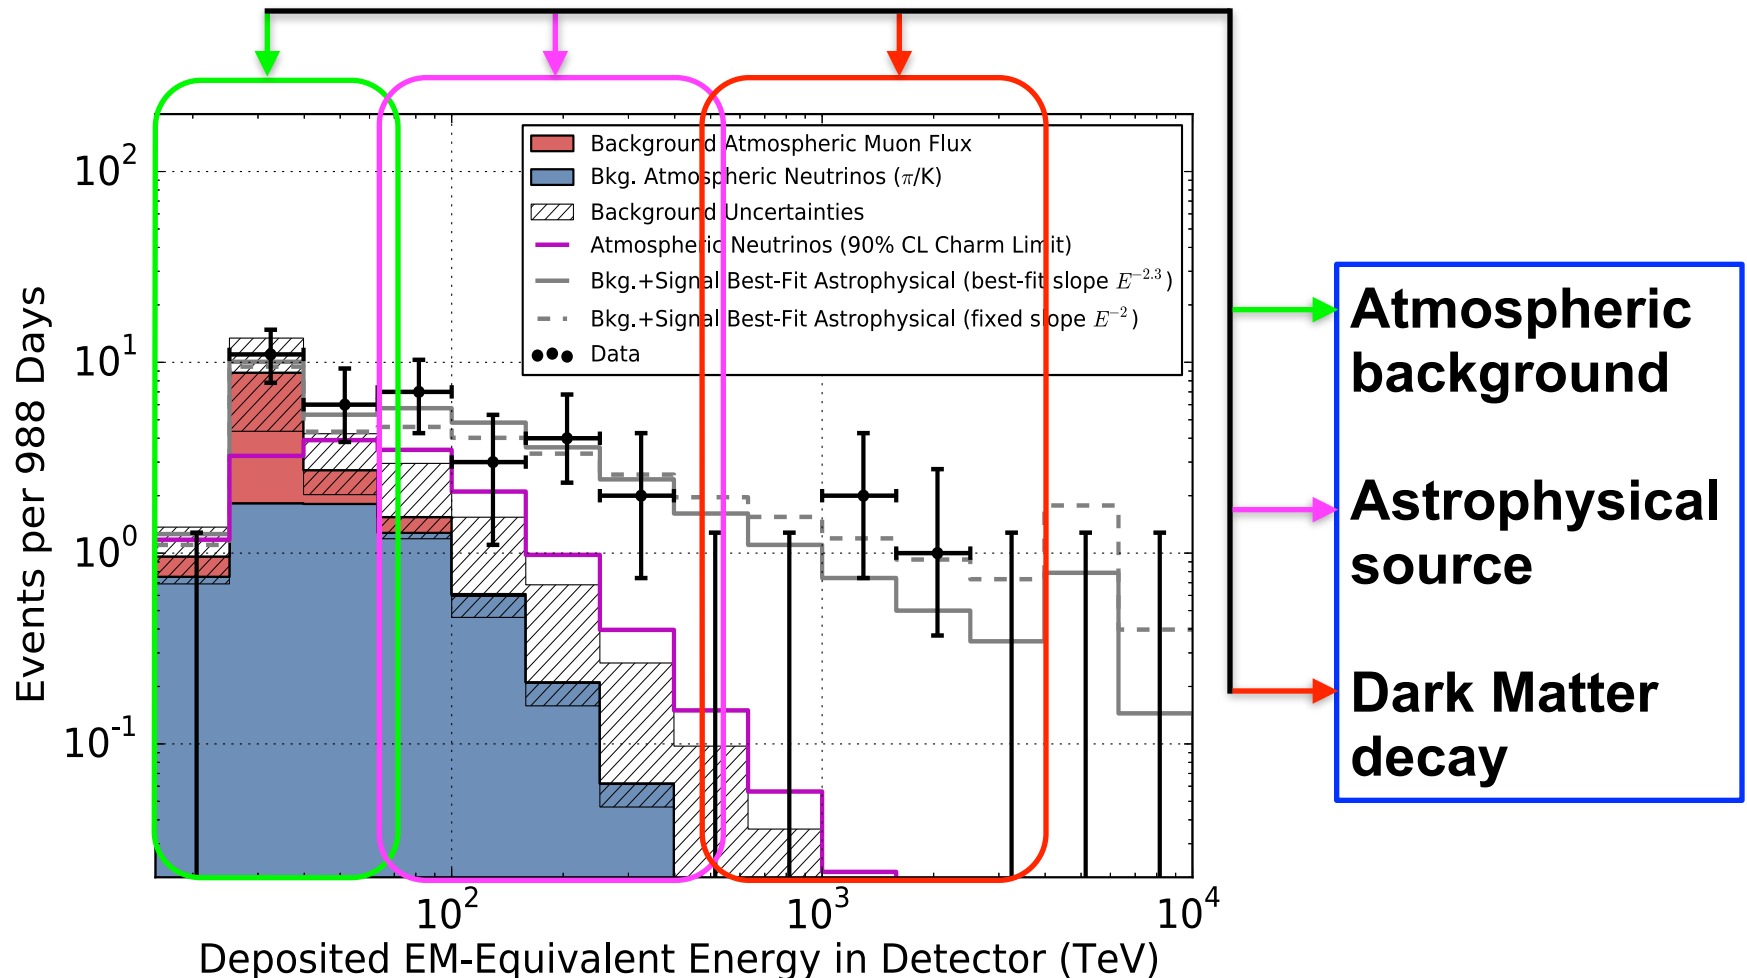 Background Atmospheric Muon Flux
Bkg. Atmospheric Neutrinos (π/K)
Background Uncertainties
Atmospheric Neutrinos (90% CL Charm Limit)
Bkg.+Signal Best-Fit Astrophysical (best-fit slope E^−2.3)
Bkg.+Signal Best-Fit Astrophysical (fixed slope E^−2)
Data
10^2
10^1
10^0
10^-1
Events per 988 Days
10^2
10^3
10^4
Deposited EM-Equivalent Energy in Detector (TeV)
Atmospheric
background
Astrophysical
source
Dark Matter
decay